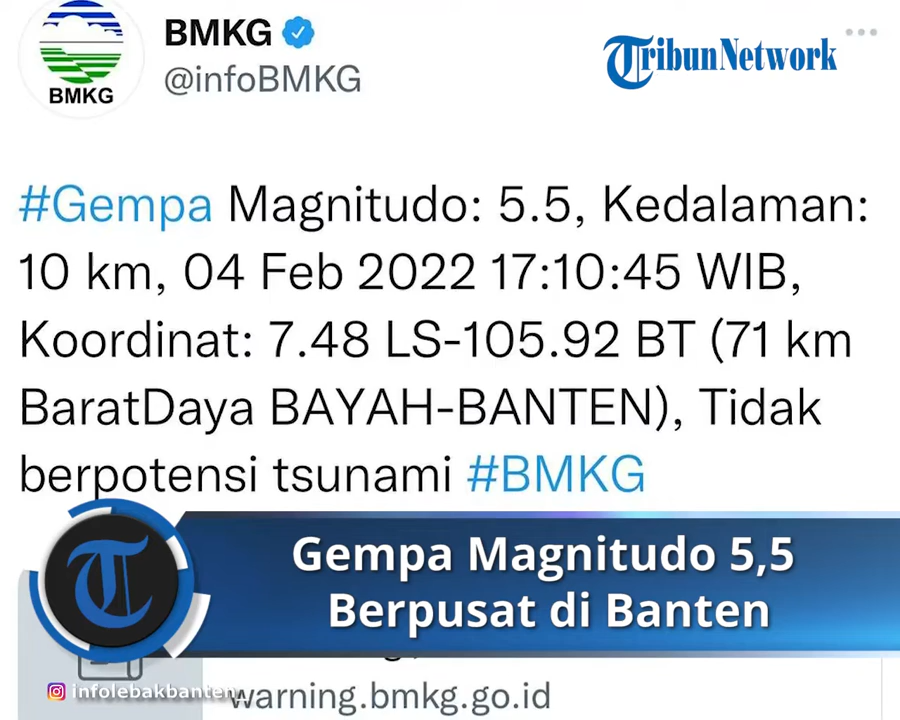 BMKG
@infoBMKG
BMKG
TribunNetwork
#Gempa Magnitudo: 5.5, Kedalaman:
10 km, 04 Feb 2022 17:10:45 WIB,
Koordinat: 7.48 LS-105.92 BT (71 km
BaratDaya BAYAH-BANTEN), Tidak
berpotensi tsunami #BMKG
Gempa Magnitudo 5,5
Berpusat di Banten
T
infolebakbanten
warning.bmkg.go.id